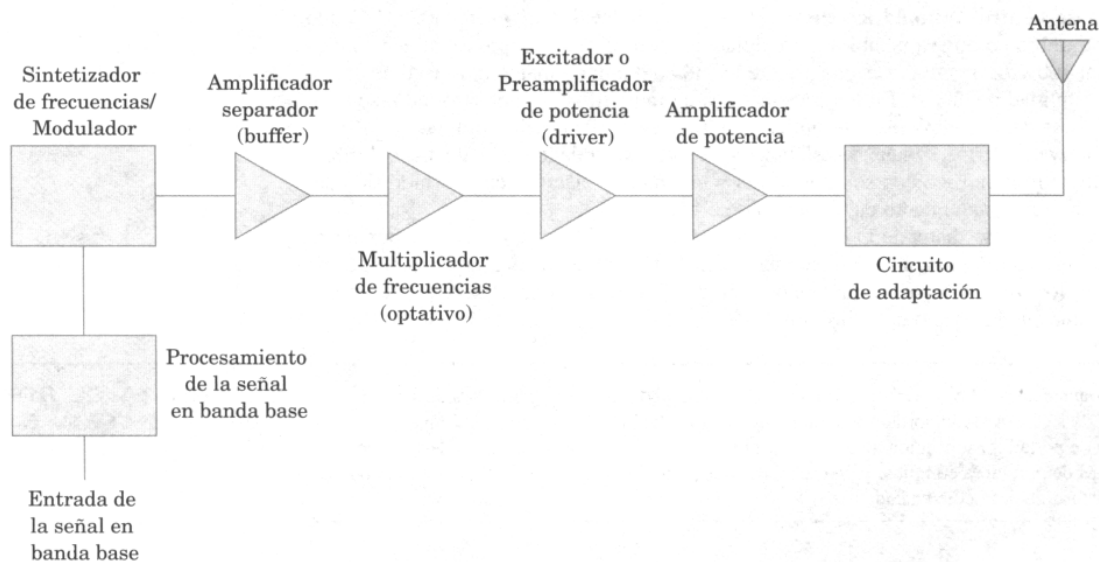 Antena
Sintetizador
de frecuencias/
Modulador
Amplificador
separador
(buffer)
Excitador o
Preamplificador
de potencia
(driver)
Amplificador
de potencia
Multiplicador
de frecuencias
(optativo)
Circuito
de adaptación
Procesamiento
de la señal
en banda base
Entrada de
la señal en
banda base